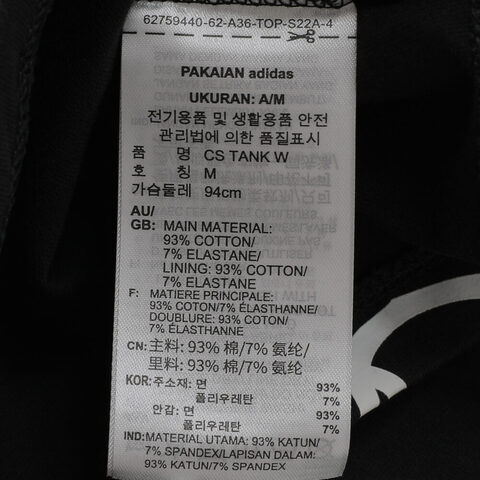 62759440-62-A36-TOP-S22A-4
PAKAIAN adidas
UKURAN: A/M
전기용품 및 생활용품 안전
관리법에 의한 품질표시
품 명 CS TANK W
호 칭 M
가슴둘레 94cm
AU/
GB: MAIN MATERIAL:
93% COTTON/
7% ELASTANE/
LINING: 93% COTTON/
7% ELASTANE
F: MATIERE PRINCIPALE:
93% COTON/7% ÉLASTHANNE/
DOUBLURE: 93% COTON/
7% ÉLASTHANNE
CN: 主料: 93% 棉/7% 氨纶/
里料: 93% 棉/7% 氨纶
KOR: 주소재: 면 93%
폴리우레탄 7%
안감: 면 93%
폴리우레탄 7%
IND: MATERIAL UTAMA: 93% KATUN/
7% SPANDEX/LAPISAN DALAM:
93% KATUN/7% SPANDEX